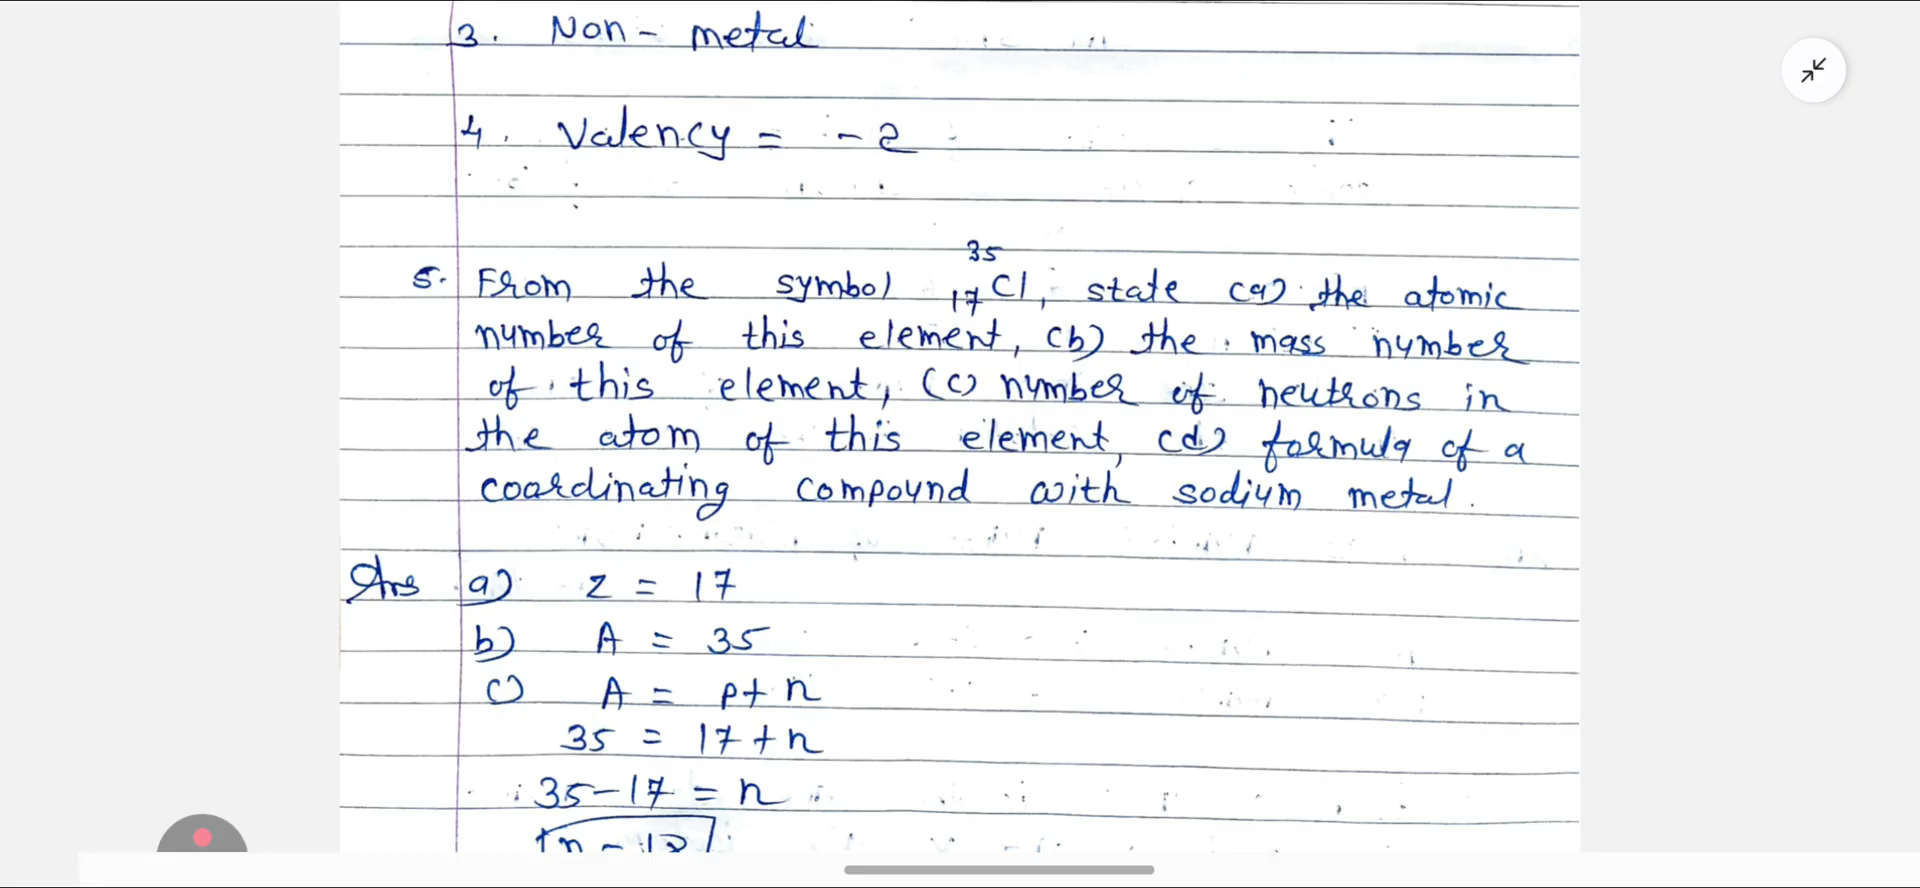 3. Non - metal
4. Valency = - 2
35
5. From the symbol 17 Cl, state (a) the atomic
number of this element, (b) the mass number
of this element, (c) number of neutrons in
the atom of this element, (d) formula of a
coordinating compound with sodium metal.
Ans a) z = 17
b) A = 35
c) A = p + n
35 = 17 + n
35 - 17 = n